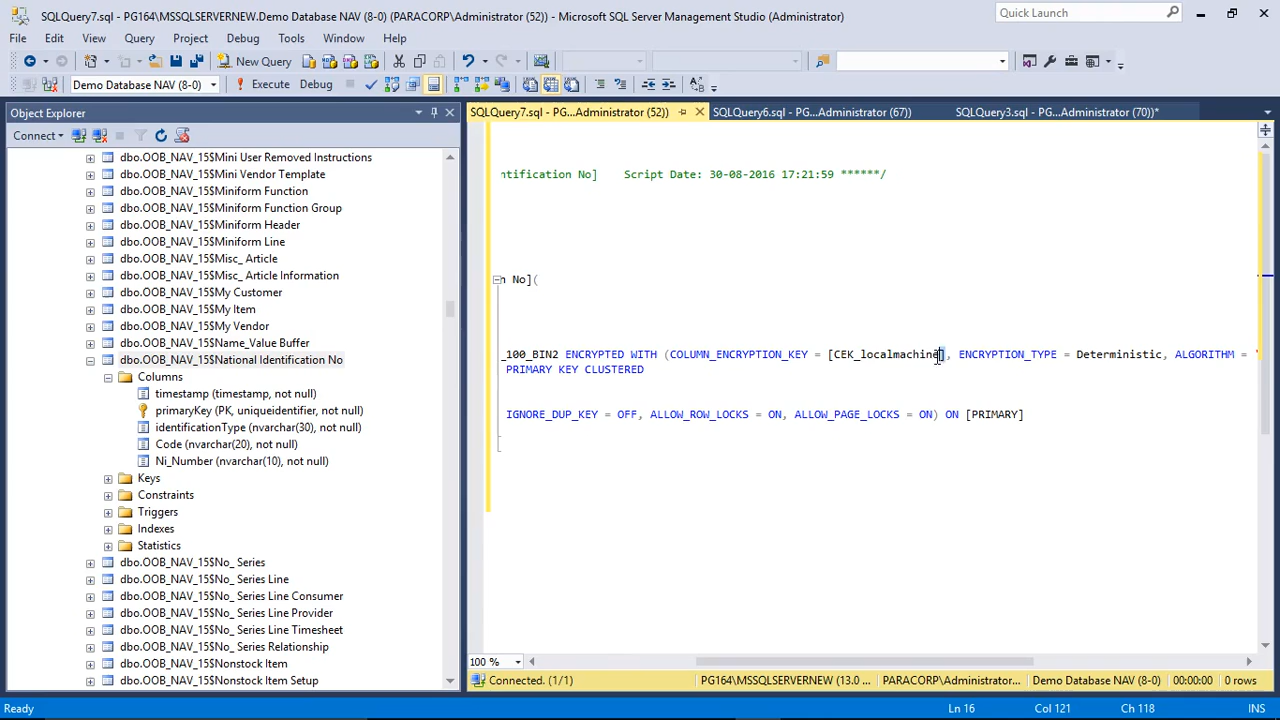 SQLQuery7.sql - PG164\MSSQLSERVERNEW.Demo Database NAV (8-0) (PARACORP\Administrator (52)) - Microsoft SQL Server Management Studio (Administrator)
Quick Launch
File Edit View Query Project Debug Tools Window Help
New Query
Demo Database NAV (8-0) Execute Debug
Object Explorer
Connect
SQLQuery7.sql - PG...Administrator (52)) SQLQuery6.sql - PG...Administrator (67)) SQLQuery3.sql - PG...Administrator (70))*
dbo.OOB_NAV_15$Mini User Removed Instructions
dbo.OOB_NAV_15$Mini Vendor Template
dbo.OOB_NAV_15$Miniform Function
dbo.OOB_NAV_15$Miniform Function Group
dbo.OOB_NAV_15$Miniform Header
dbo.OOB_NAV_15$Miniform Line
dbo.OOB_NAV_15$Misc_ Article
dbo.OOB_NAV_15$Misc_ Article Information
dbo.OOB_NAV_15$My Customer
dbo.OOB_NAV_15$My Item
dbo.OOB_NAV_15$My Vendor
dbo.OOB_NAV_15$Name_Value Buffer
dbo.OOB_NAV_15$National Identification No
Columns
timestamp (timestamp, not null)
primaryKey (PK, uniqueidentifier, not null)
identificationType (nvarchar(30), not null)
Code (nvarchar(20), not null)
Ni_Number (nvarchar(10), not null)
Keys
Constraints
Triggers
Indexes
Statistics
dbo.OOB_NAV_15$No_ Series
dbo.OOB_NAV_15$No_ Series Line
dbo.OOB_NAV_15$No_ Series Line Consumer
dbo.OOB_NAV_15$No_ Series Line Provider
dbo.OOB_NAV_15$No_ Series Line Timesheet
dbo.OOB_NAV_15$No_ Series Relationship
dbo.OOB_NAV_15$Nonstock Item
dbo.OOB_NAV_15$Nonstock Item Setup
ntification No] Script Date: 30-08-2016 17:21:59 ******/
n No](
_100_BIN2 ENCRYPTED WITH (COLUMN_ENCRYPTION_KEY = [CEK_localmachine], ENCRYPTION_TYPE = Deterministic, ALGORITHM = '
PRIMARY KEY CLUSTERED
IGNORE_DUP_KEY = OFF, ALLOW_ROW_LOCKS = ON, ALLOW_PAGE_LOCKS = ON) ON [PRIMARY]
100 %
Connected. (1/1) PG164\MSSQLSERVERNEW (13.0 ... PARACORP\Administrator... Demo Database NAV (8-0) 00:00:00 0 rows
Ready Ln 16 Col 121 Ch 118 INS